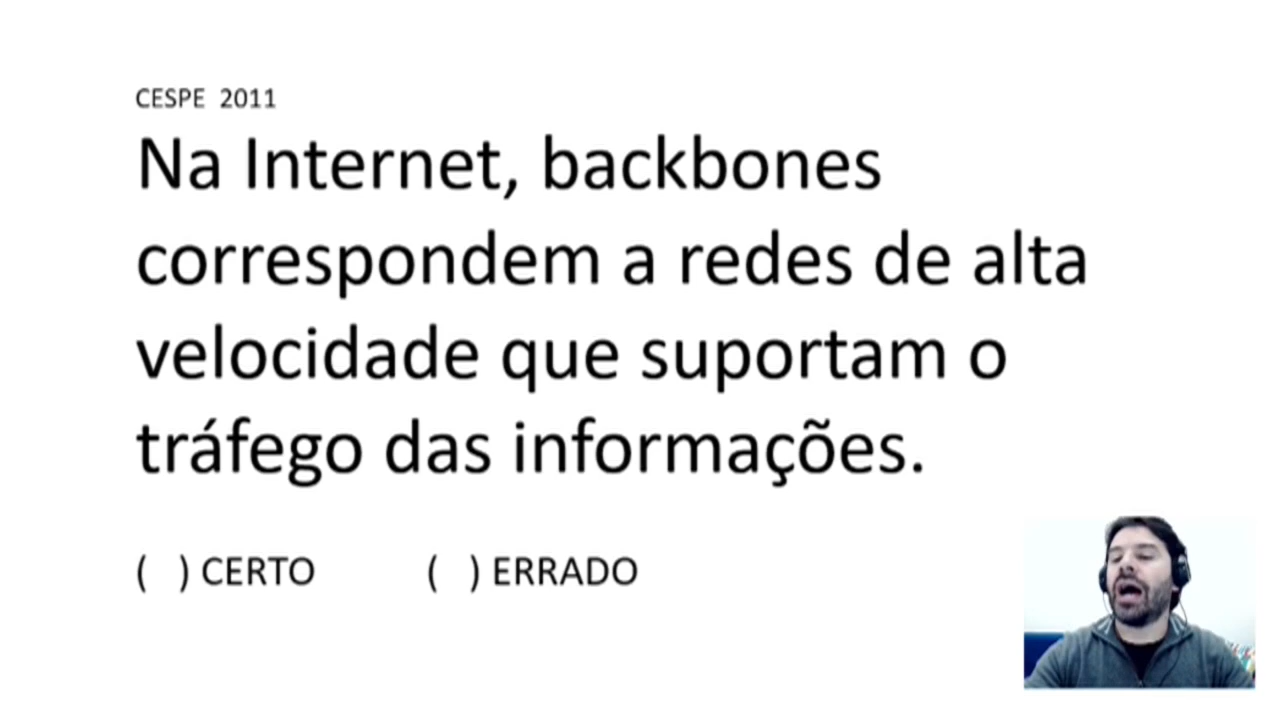 CESPE 2011
Na Internet, backbones
correspondem a redes de alta
velocidade que suportam o
tráfego das informações.
( ) CERTO ( ) ERRADO